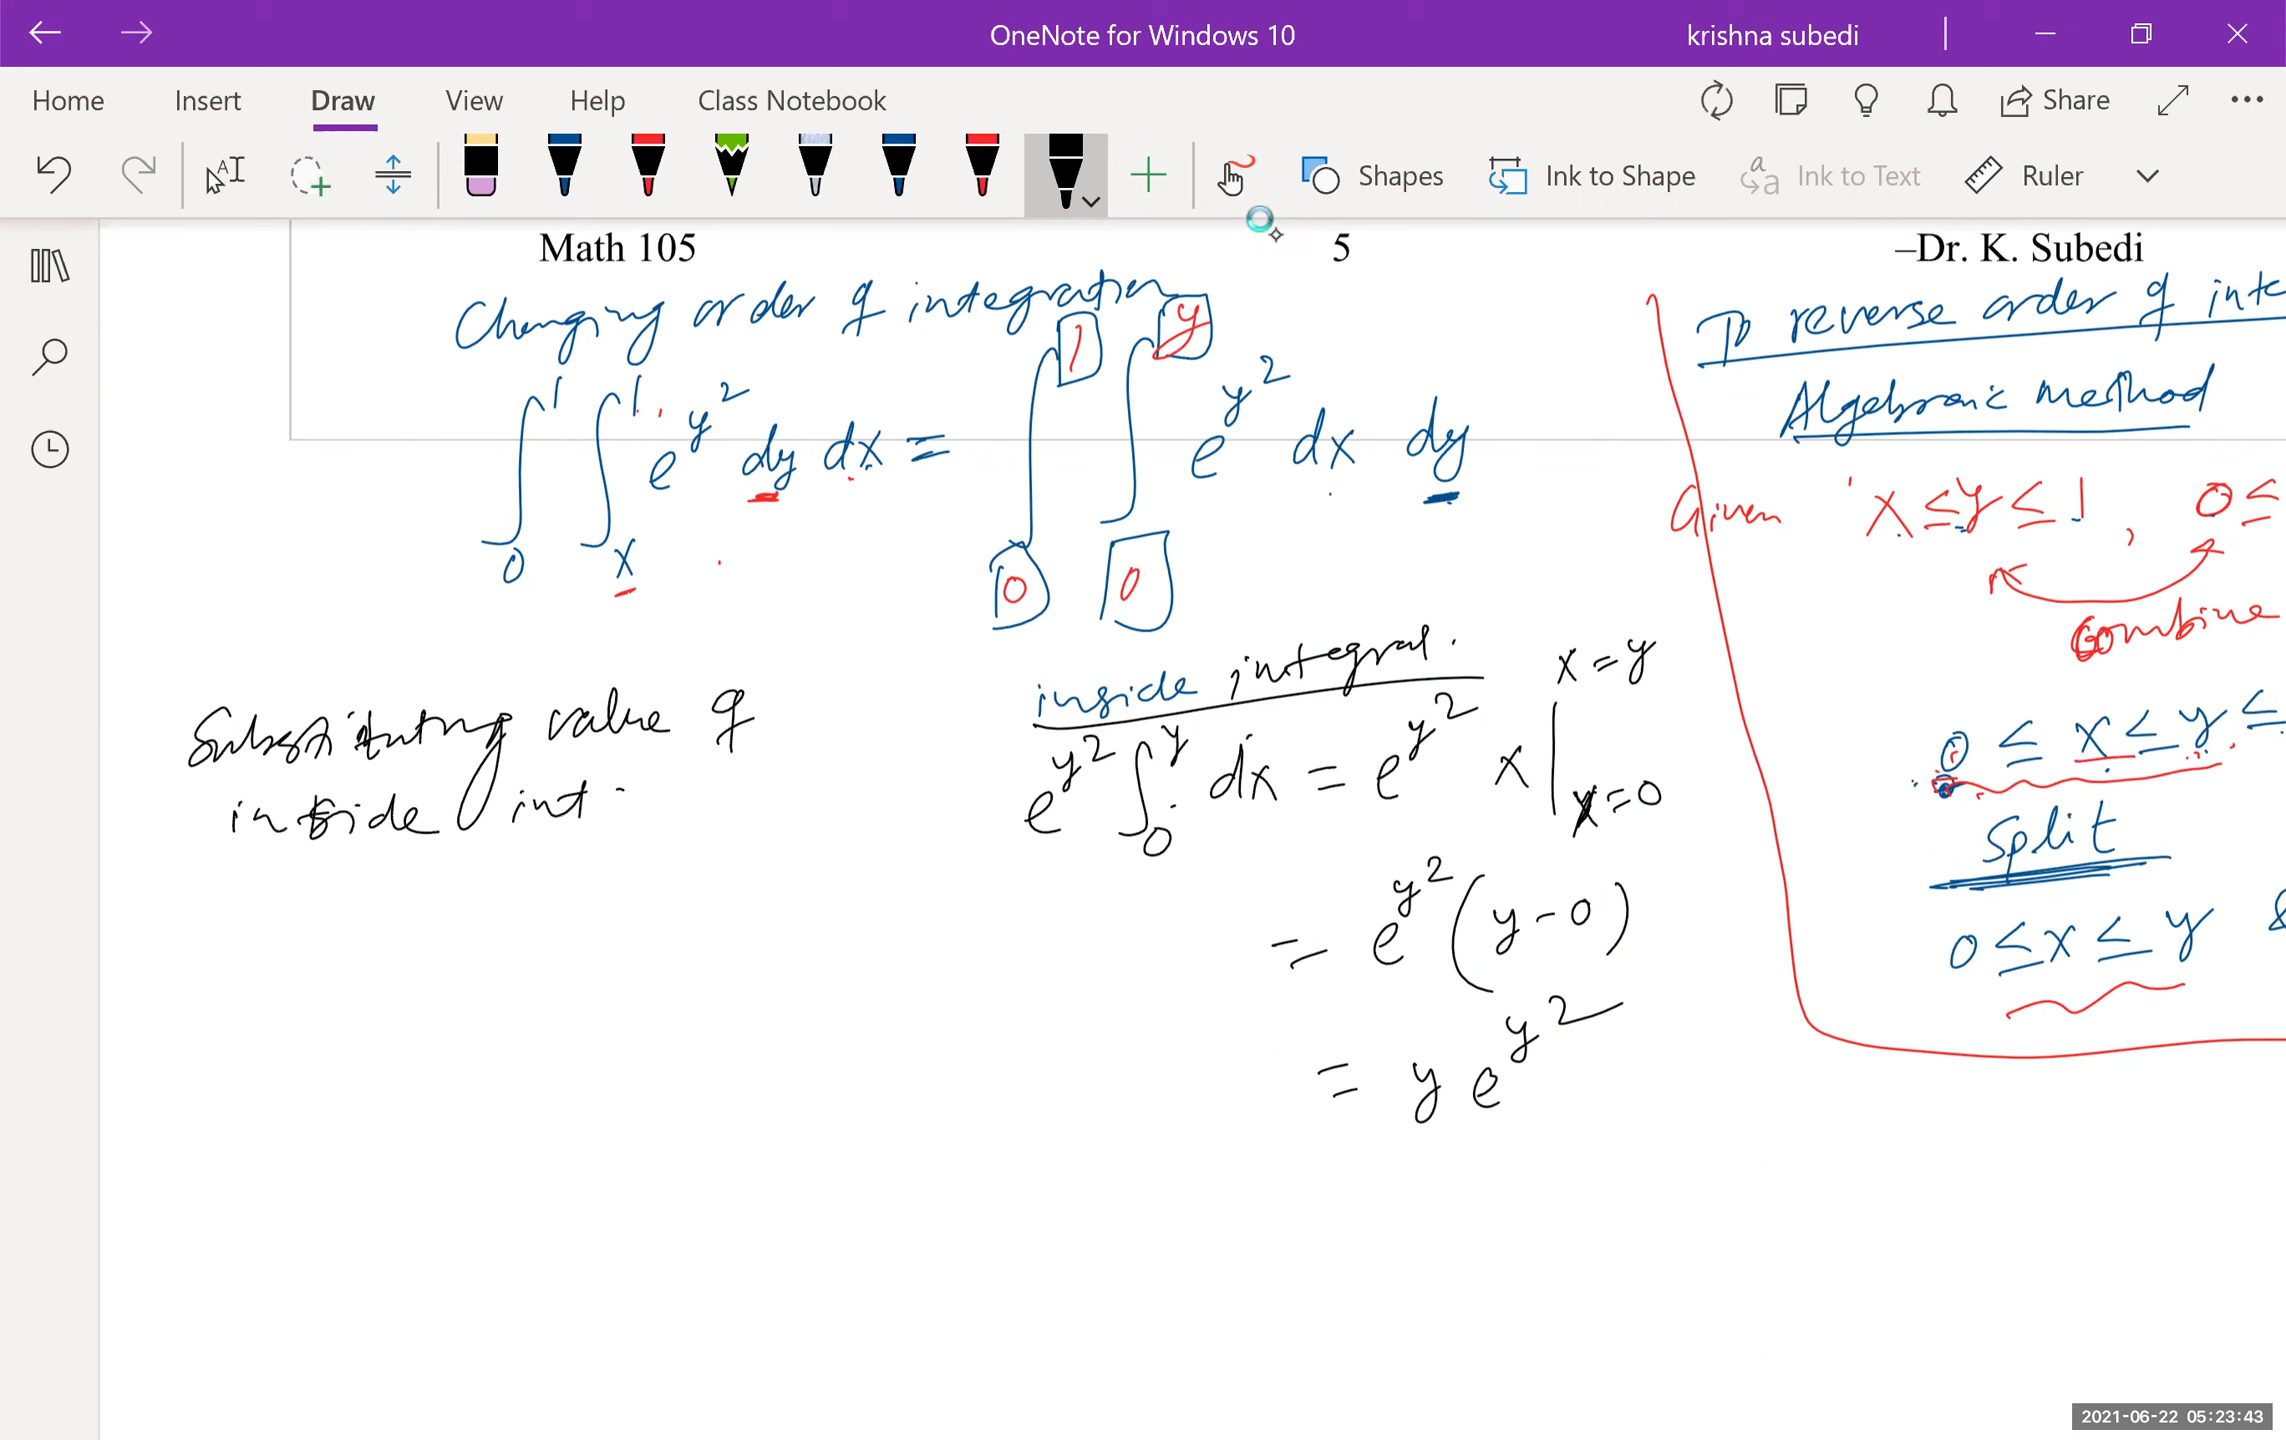 OneNote for Windows 10
krishna subedi
Home Insert Draw View Help Class Notebook
Share
Shapes Ink to Shape Ink to Text Ruler
Math 105 5 –Dr. K. Subedi
Changing order of integration
∫₀¹ ∫ₓ¹ e^{y²} dy dx = ∫₀¹ ∫₀^y e^{y²} dx dy
To reverse order of inte
Algebraic method
Given x ≤ y ≤ 1, 0 ≤
Combine
0 ≤ x ≤ y ≤
Split
0 ≤ x ≤ y &
inside integral.
e^{y²} ∫₀^y dx = e^{y²} x |_{x=0}^{x=y}
= e^{y²} (y - 0)
= y e^{y²}
Substituting value of
inside int.
2021-06-22 05:23:43